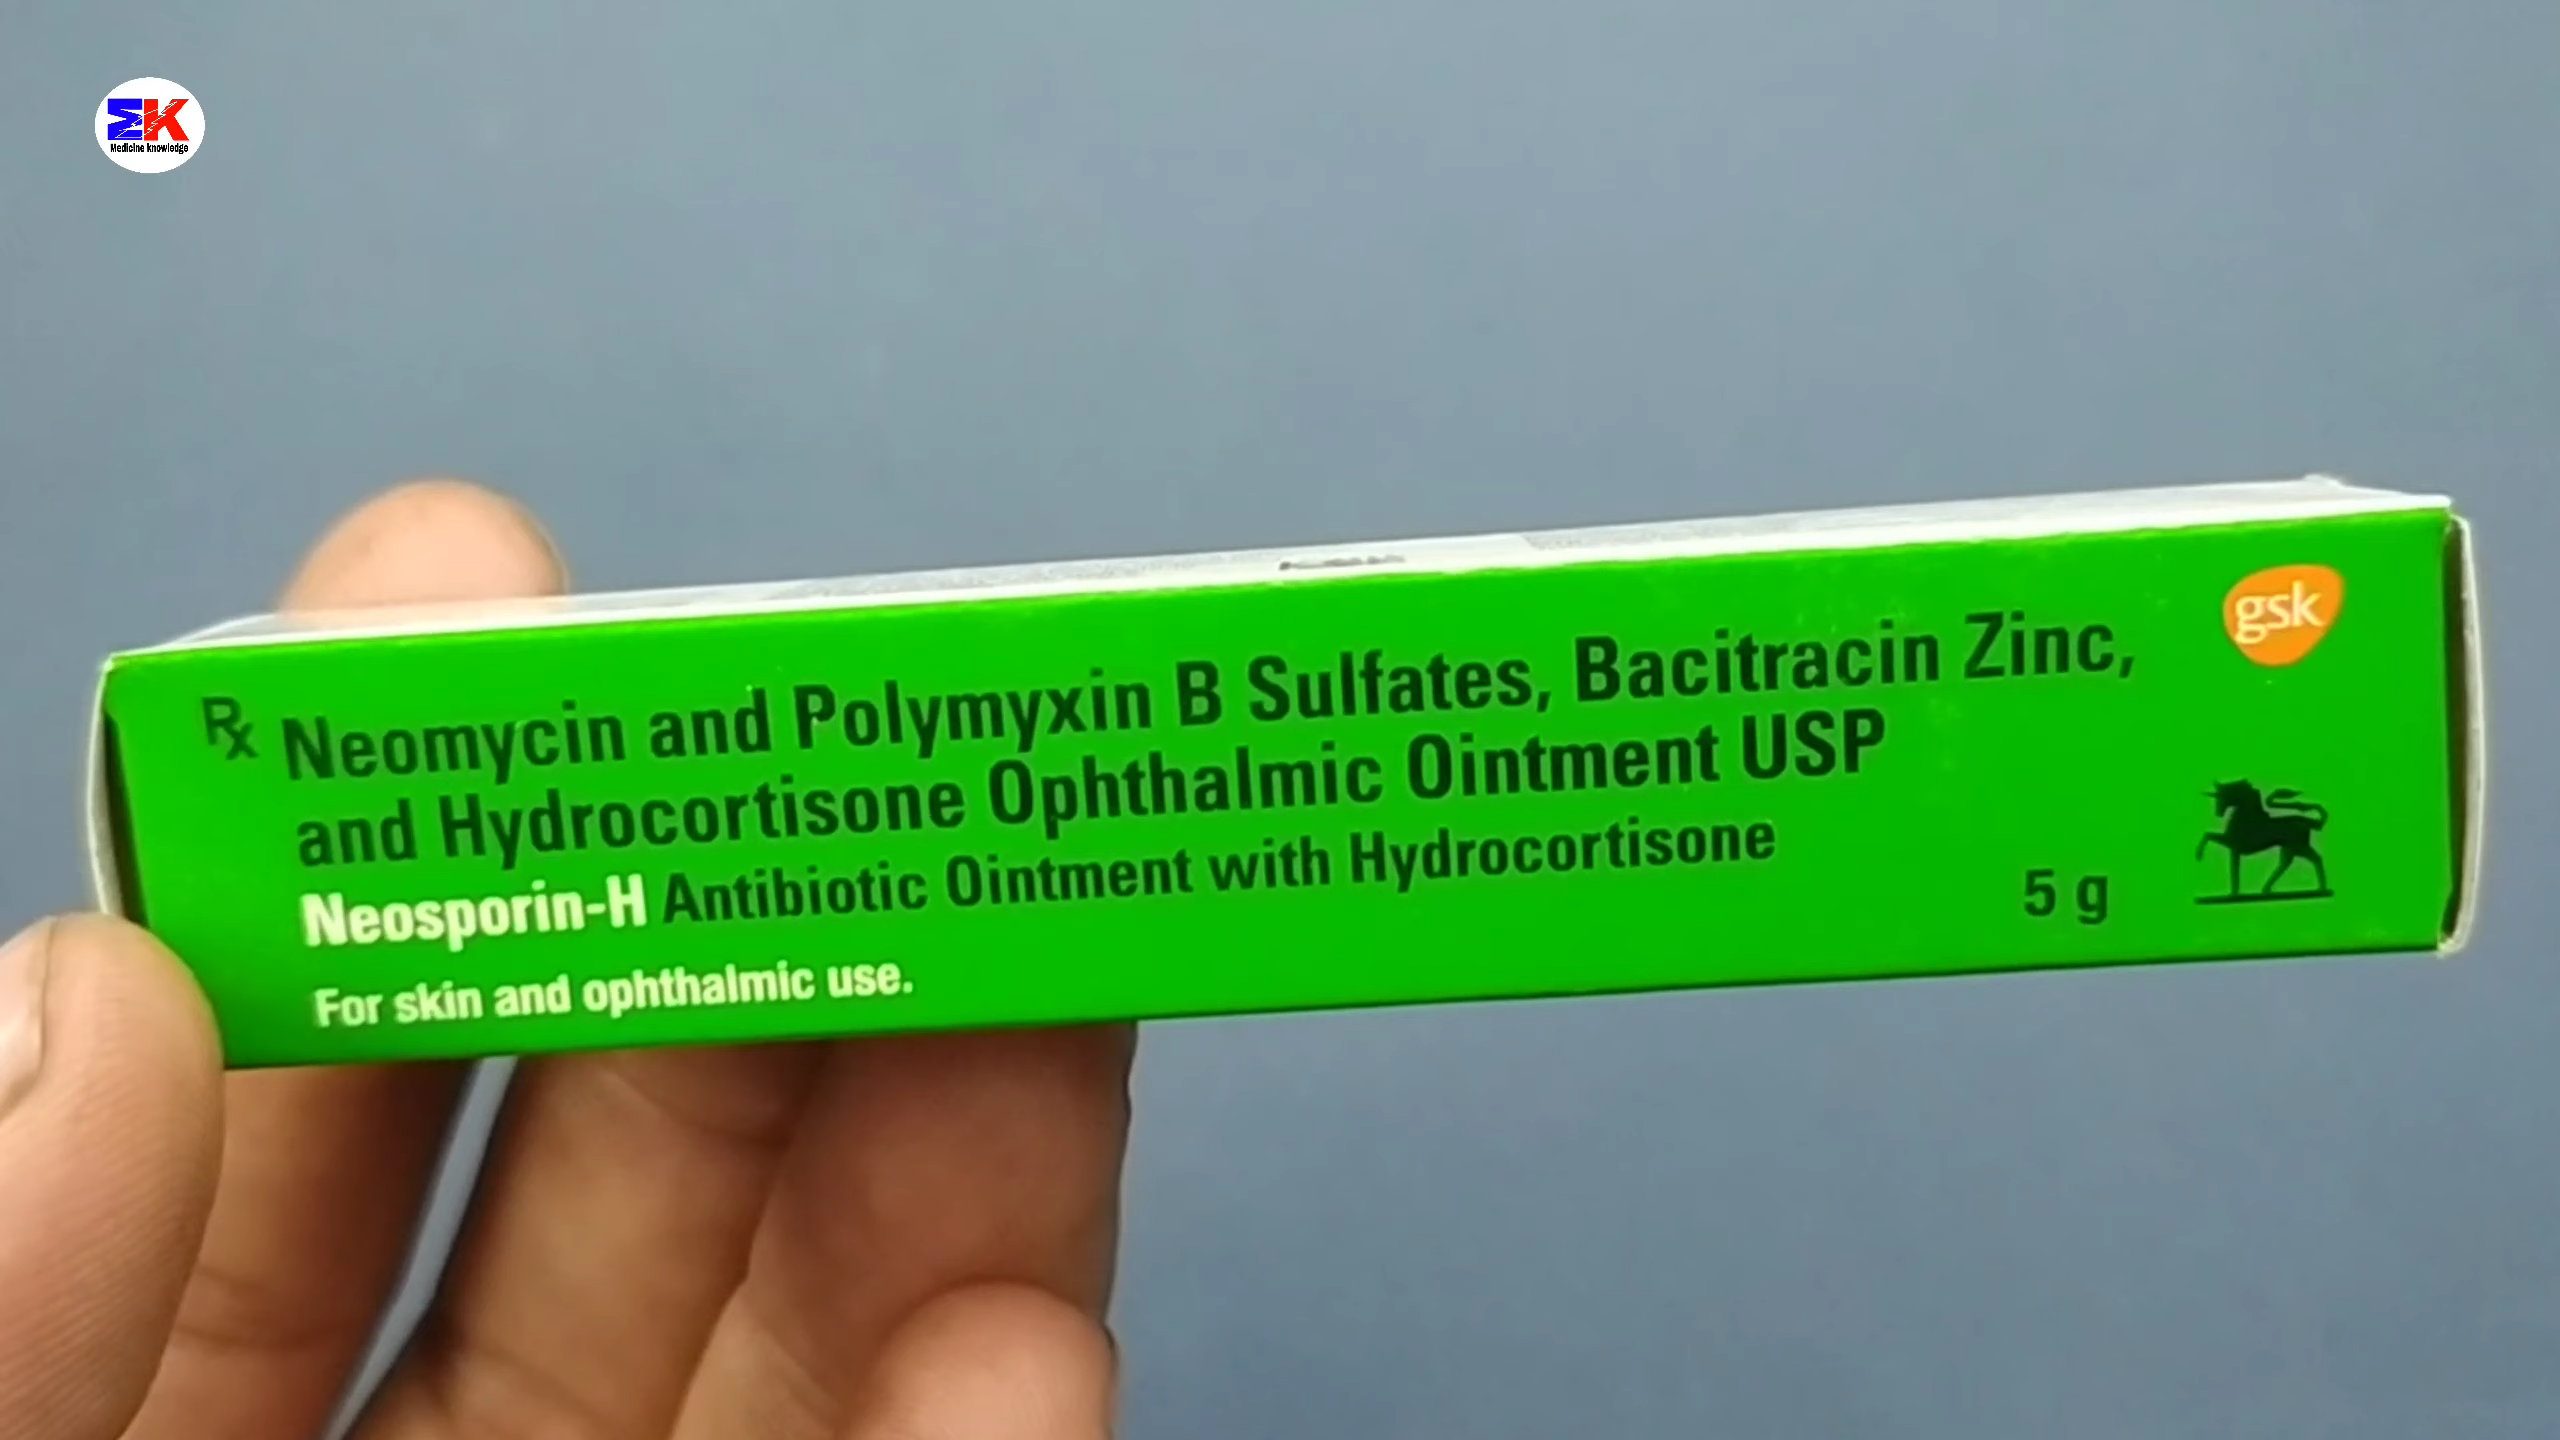 MK
Medicine knowledge
gsk
Rx Neomycin and Polymyxin B Sulfates, Bacitracin Zinc,
and Hydrocortisone Ophthalmic Ointment USP
Neosporin-H Antibiotic Ointment with Hydrocortisone
5 g
For skin and ophthalmic use.